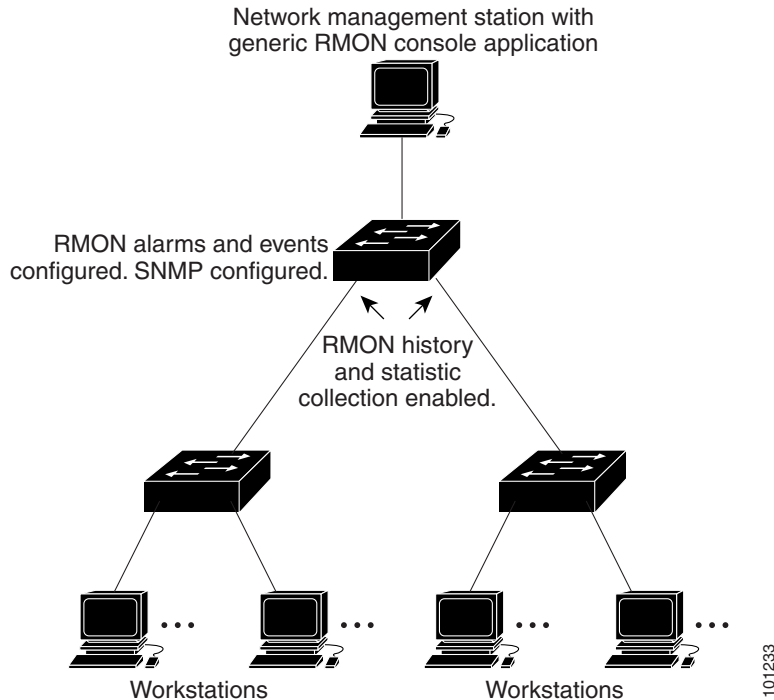 Network management station with
generic RMON console application
RMON alarms and events
configured. SNMP configured.
RMON history
and statistic
collection enabled.
Workstations
Workstations
101233